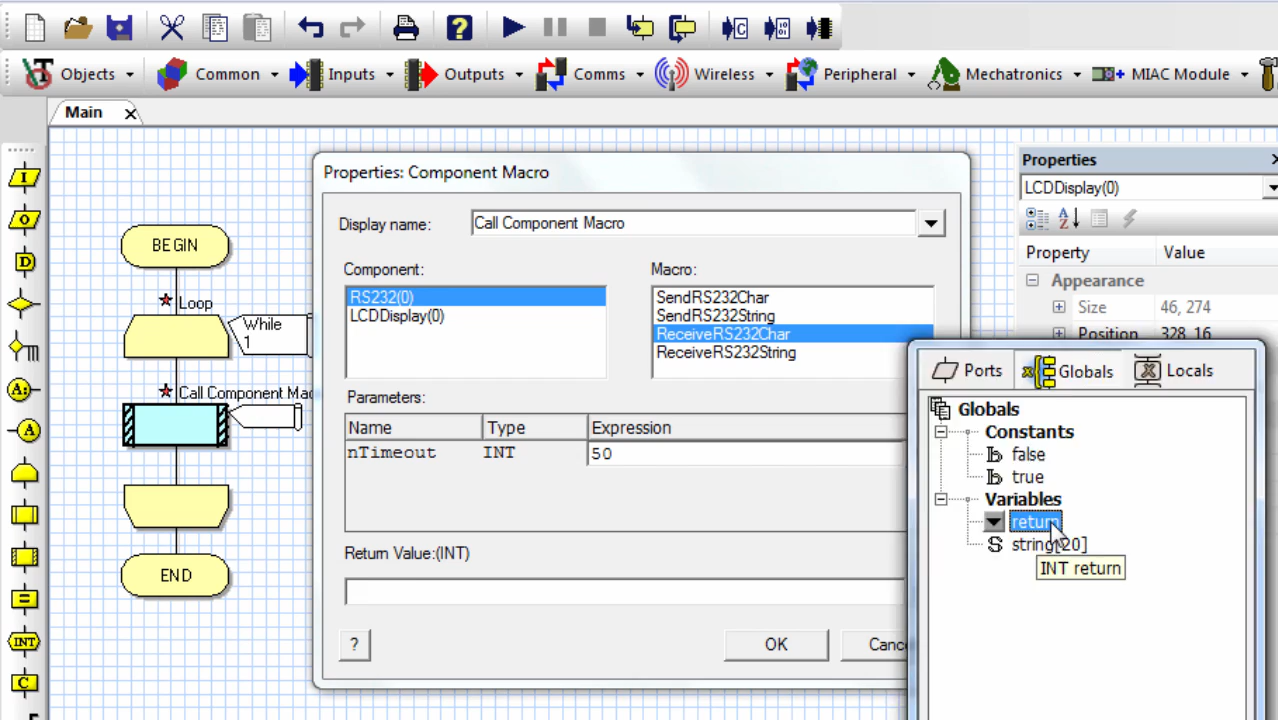 Objects Common Inputs Outputs Comms Wireless Peripheral Mechatronics MIAC Module
Main
Properties
LCDDisplay(0)
Property Value
Appearance
Size 46, 274
Position 328, 16
BEGIN
Loop
While
1
Call Component Mac
END
Properties: Component Macro
Display name: Call Component Macro
Component: Macro:
RS232(0)
LCDDisplay(0)
SendRS232Char
SendRS232String
ReceiveRS232Char
ReceiveRS232String
Parameters:
Name Type Expression
nTimeout INT 50
Return Value:(INT)
? OK Cance
Ports Globals Locals
Globals
Constants
false
true
Variables
return
string[20]
INT return
I
O
D
A:
A
INT
C